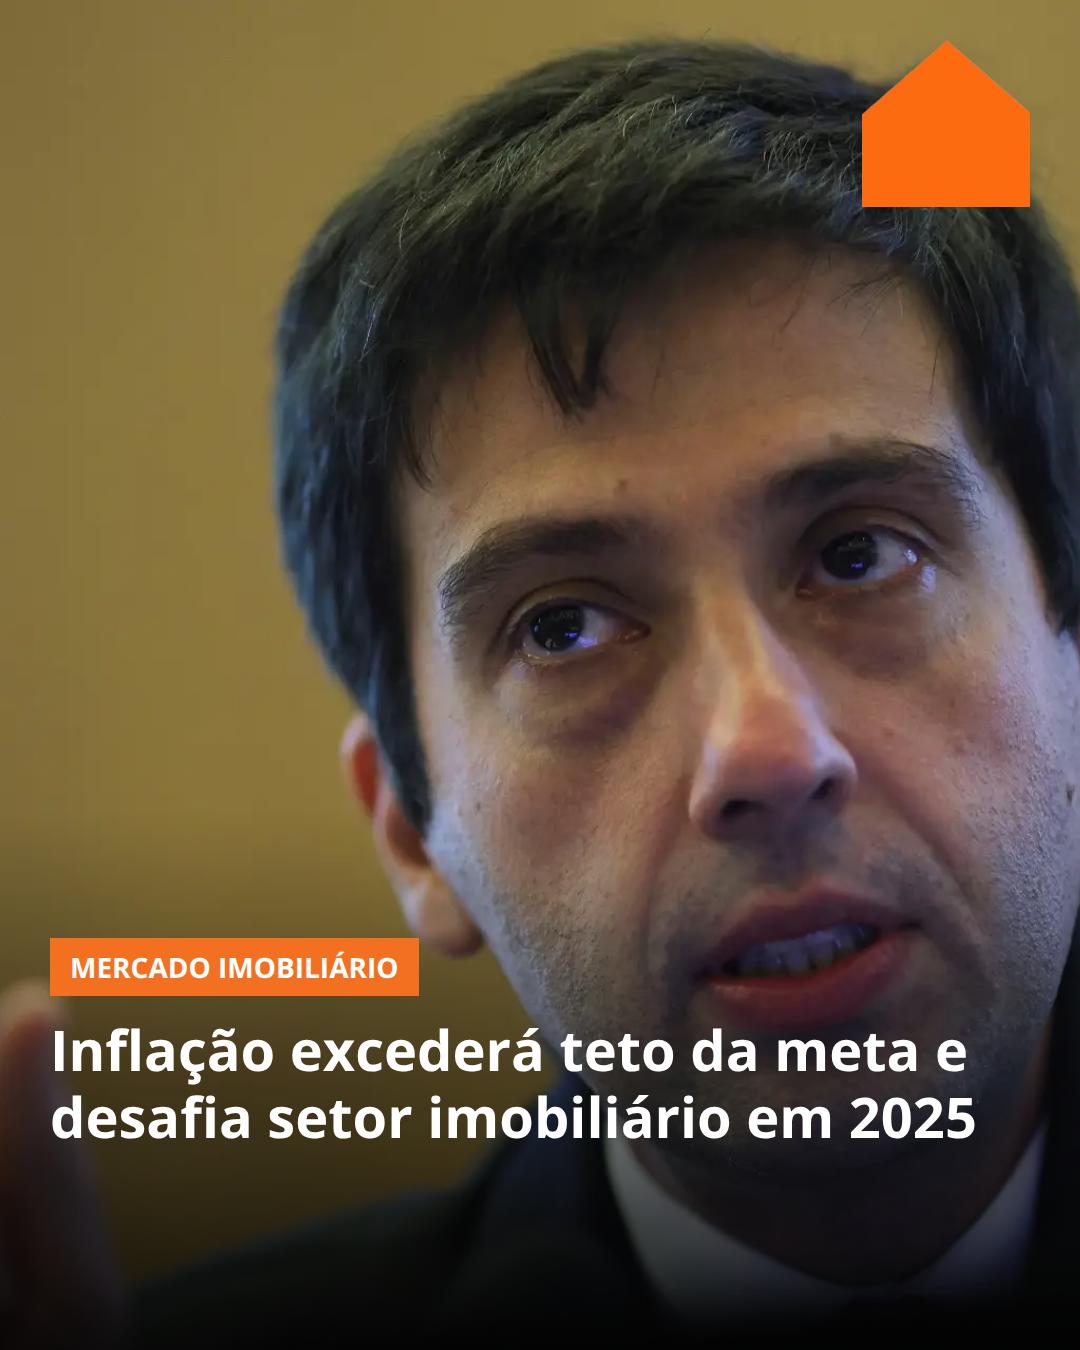 MERCADO IMOBILIÁRIO
Inflação excederá teto da meta e
desafia setor imobiliário em 2025